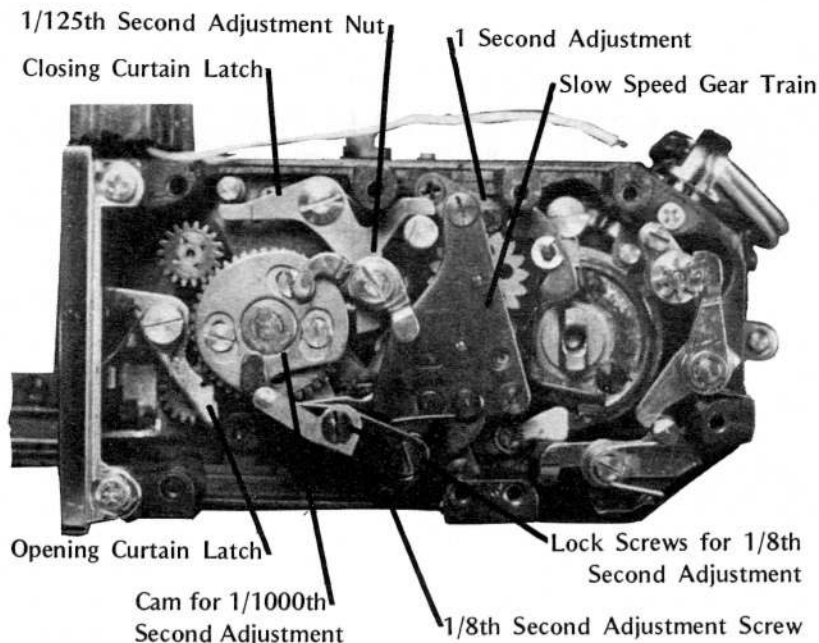 1/125th Second Adjustment Nut
Closing Curtain Latch
1 Second Adjustment
Slow Speed Gear Train
Opening Curtain Latch
Cam for 1/1000th
Second Adjustment
Lock Screws for 1/8th
Second Adjustment
1/8th Second Adjustment Screw